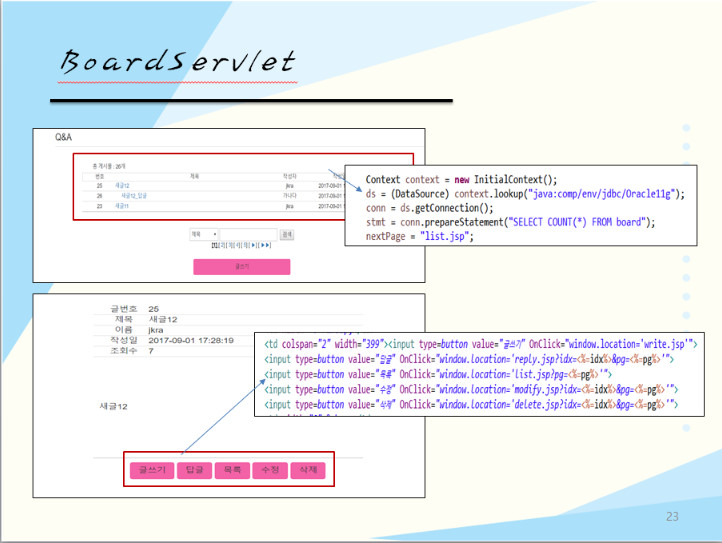 BoardServlet
Q&A
총 게시물 : 26개
번호 제목 작성자 작성일
25 새글12 jkra 2017-09-01 1
26 새글12_답글 가나다 2017-09-01 1
23 새글11 jkra 2017-09-01 1
제목 검색
[1][2][3][4][5]▶[▶▶]
글쓰기
Context context = new InitialContext();
ds = (DataSource) context.lookup("java:comp/env/jdbc/Oracle11g");
conn = ds.getConnection();
stmt = conn.prepareStatement("SELECT COUNT(*) FROM board");
nextPage = "list.jsp";
글번호 25
제목 새글12
이름 jkra
작성일 2017-09-01 17:28:19
조회수 7
새글12
글쓰기 답글 목록 수정 삭제
<td colspan="2" width="399"><input type=button value="글쓰기" OnClick="window.location='write.jsp'">
<input type=button value="답글" OnClick="window.location='reply.jsp?idx=<%=idx%>&pg=<%=pg%>'">
<input type=button value="목록" OnClick="window.location='list.jsp?pg=<%=pg%>'">
<input type=button value="수정" OnClick="window.location='modify.jsp?idx=<%=idx%>&pg=<%=pg%>'">
<input type=button value="삭제" OnClick="window.location='delete.jsp?idx=<%=idx%>&pg=<%=pg%>'">
23